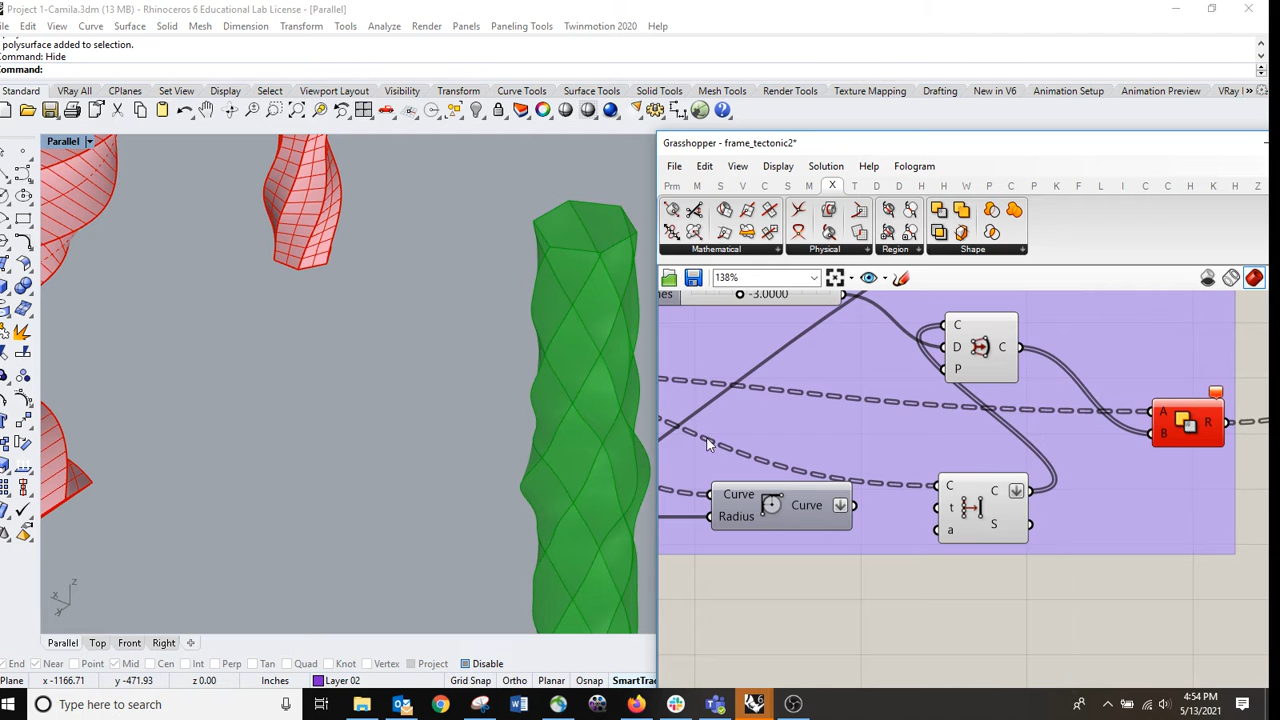 Project 1-Camila.3dm (13 MB) - Rhinoceros 6 Educational Lab License - [Parallel]
File Edit View Curve Surface Solid Mesh Dimension Transform Tools Analyze Render Panels Paneling Tools Twinmotion 2020
polysurface added to selection.
Command: Hide
Command:
Standard VRay All CPlanes Set View Display Select Viewport Layout Visibility Transform Curve Tools Surface Tools Solid Tools Mesh Tools Render Tools Texture Mapping Drafting New in V6 Animation Setup Animation Preview VRay l
Parallel
Grasshopper - frame_tectonic2*
File Edit View Display Solution Help Fologram
Prm M S V C S M X T D D H W P C K F L V C H Z
Mathematical Physical Region Shape
138%
-3.0000
C
D C
P
A R
B
Curve Curve
Radius
C C
t
a S
z
x
y
Parallel Top Front Right
End Near Point Mid Cen Int Perp Tan Quad Knot Vertex Project Disable
Plane x -1166.71 y -471.93 z 0.00 Inches Layer 02 Grid Snap Ortho Planar Osnap SmartTrac
Type here to search
4:54 PM
5/13/2021